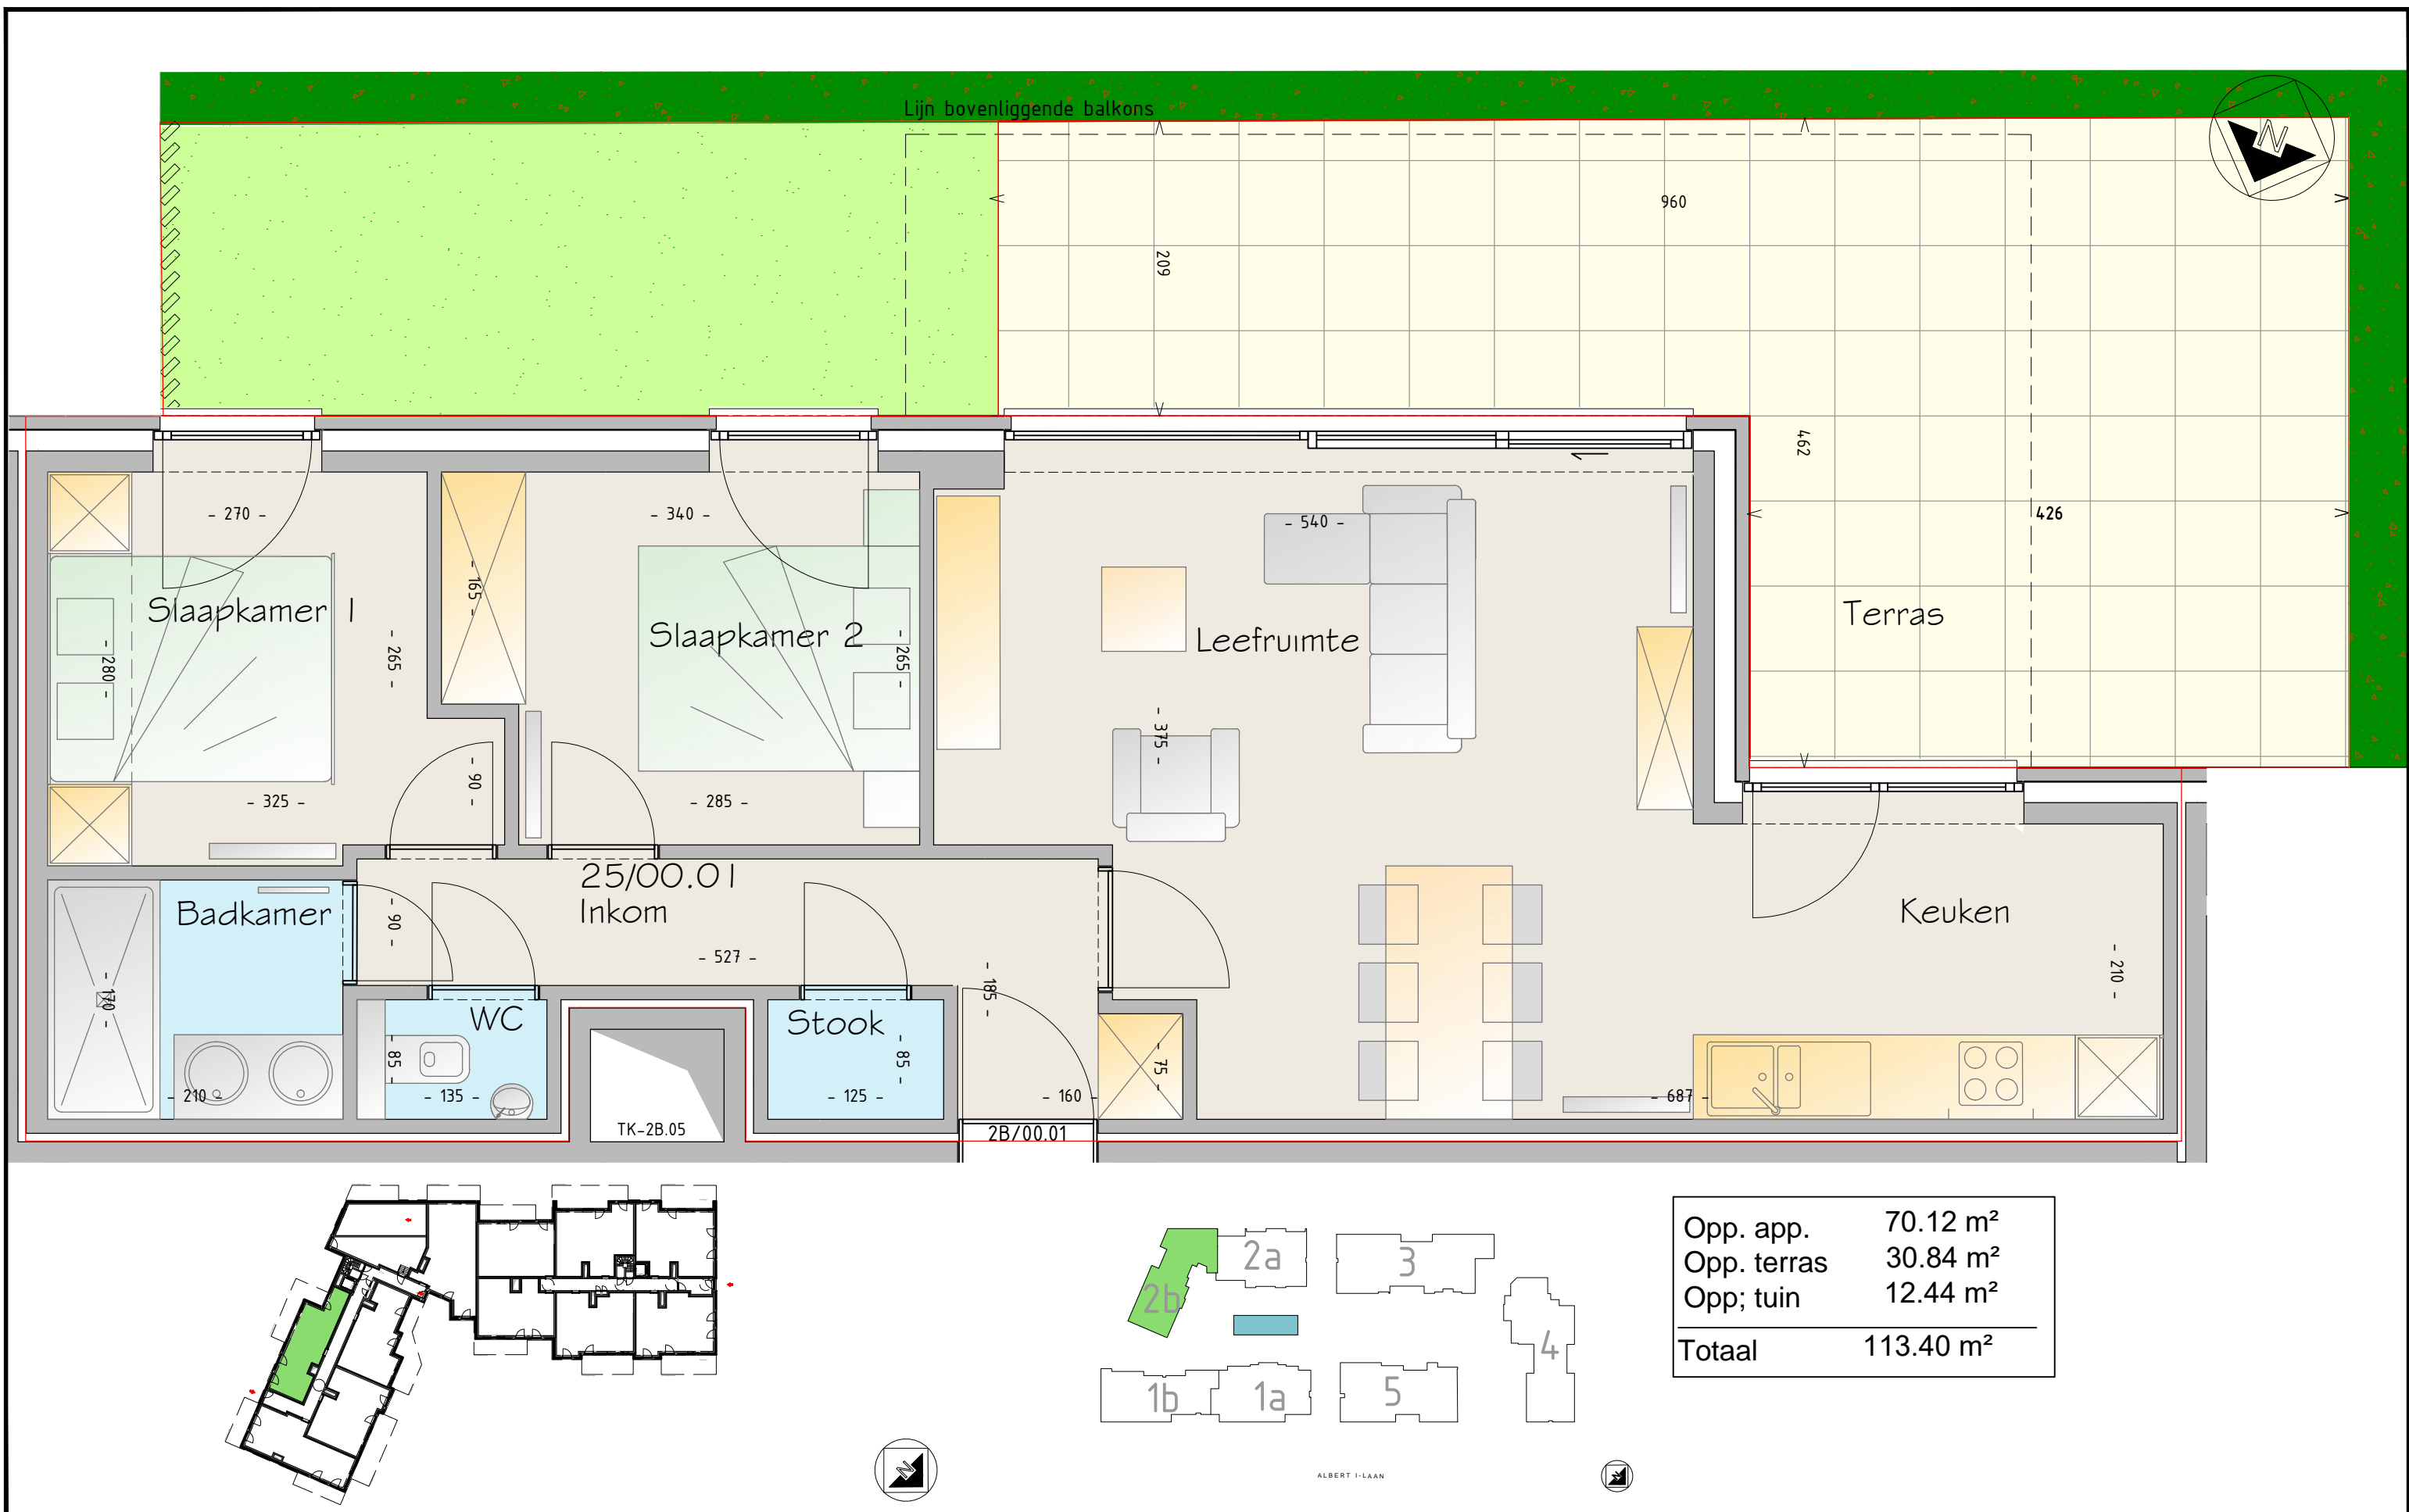 Lijn bovenliggende balkons
960
209
462
426
- 270 -
- 340 -
- 540 -
- 165 -
Slaapkamer 1
Slaapkamer 2
Leefruimte
Terras
- 280 -
- 265 -
- 265 -
- 375 -
- 90 -
- 325 -
- 285 -
25/00.01
Inkom
Badkamer
Keuken
- 90 -
- 527 -
- 185 -
- 210 -
- 170 -
WC
Stook
- 85 -
- 85 -
- 75 -
- 210 -
- 135 -
- 125 -
- 160 -
- 687 -
TK-2B.05
2B/00.01
N
Opp. app. 70.12 m²
Opp. terras 30.84 m²
Opp; tuin 12.44 m²
Totaal 113.40 m²
2a
3
2b
4
1b
1a
5
N
ALBERT I-LAAN
N